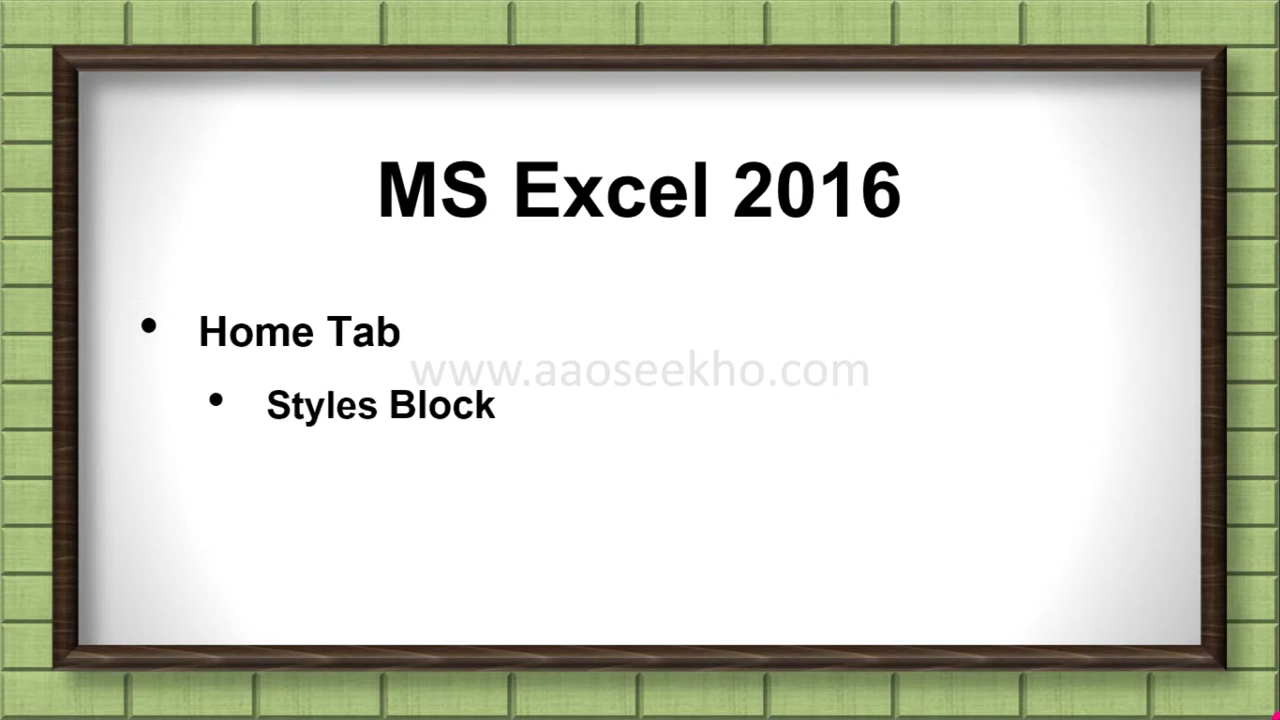 MS Excel 2016
• Home Tab
www.aaoseekho.com
• Styles Block